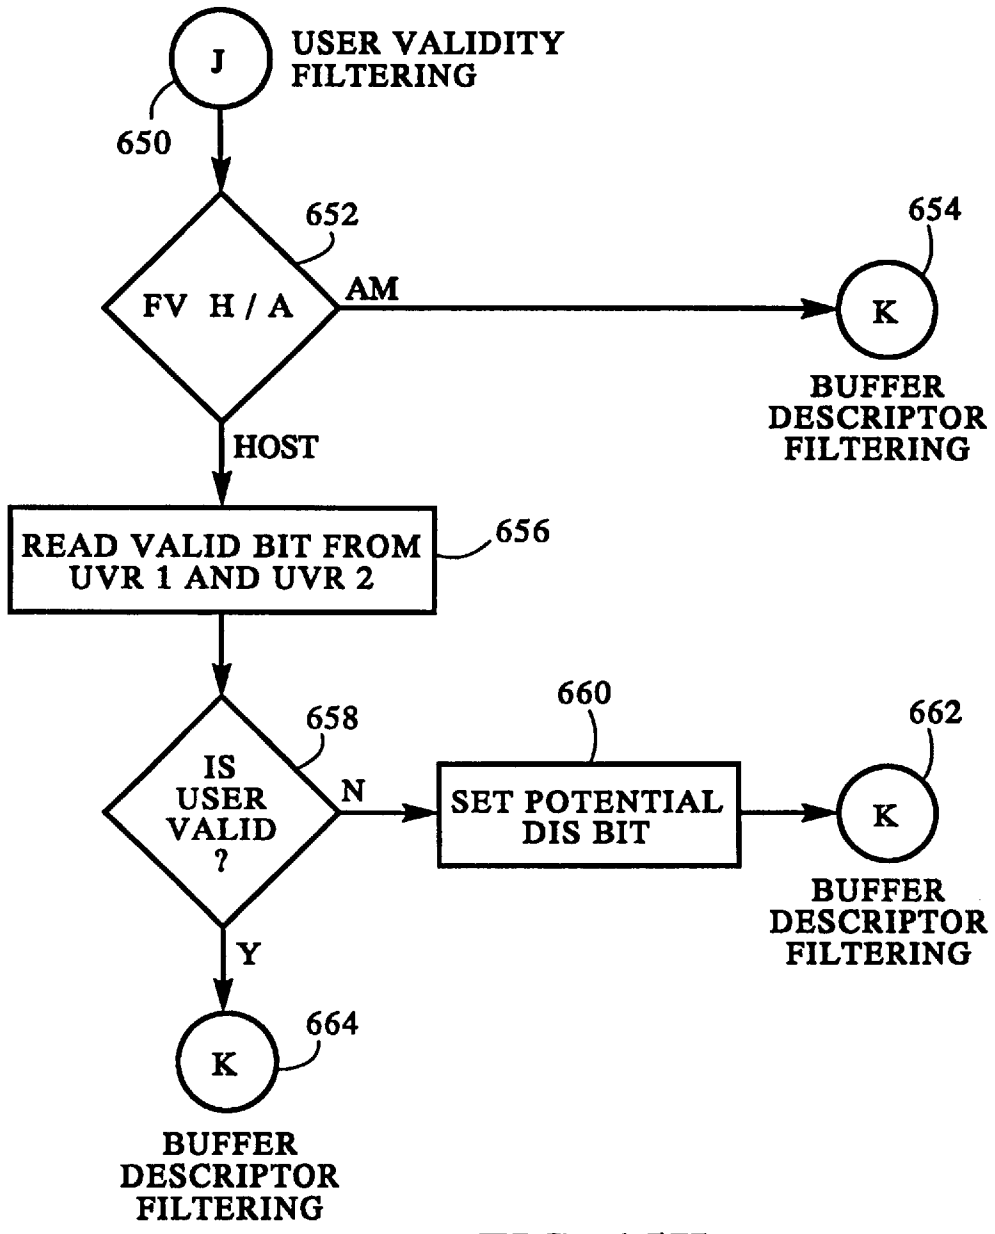 J
USER VALIDITY
FILTERING
650
652
654
FV H / A
AM
K
BUFFER
DESCRIPTOR
FILTERING
HOST
READ VALID BIT FROM
UVR 1 AND UVR 2
656
658
660
662
IS
USER
VALID
?
N
SET POTENTIAL
DIS BIT
K
BUFFER
DESCRIPTOR
FILTERING
Y
664
K
BUFFER
DESCRIPTOR
FILTERING